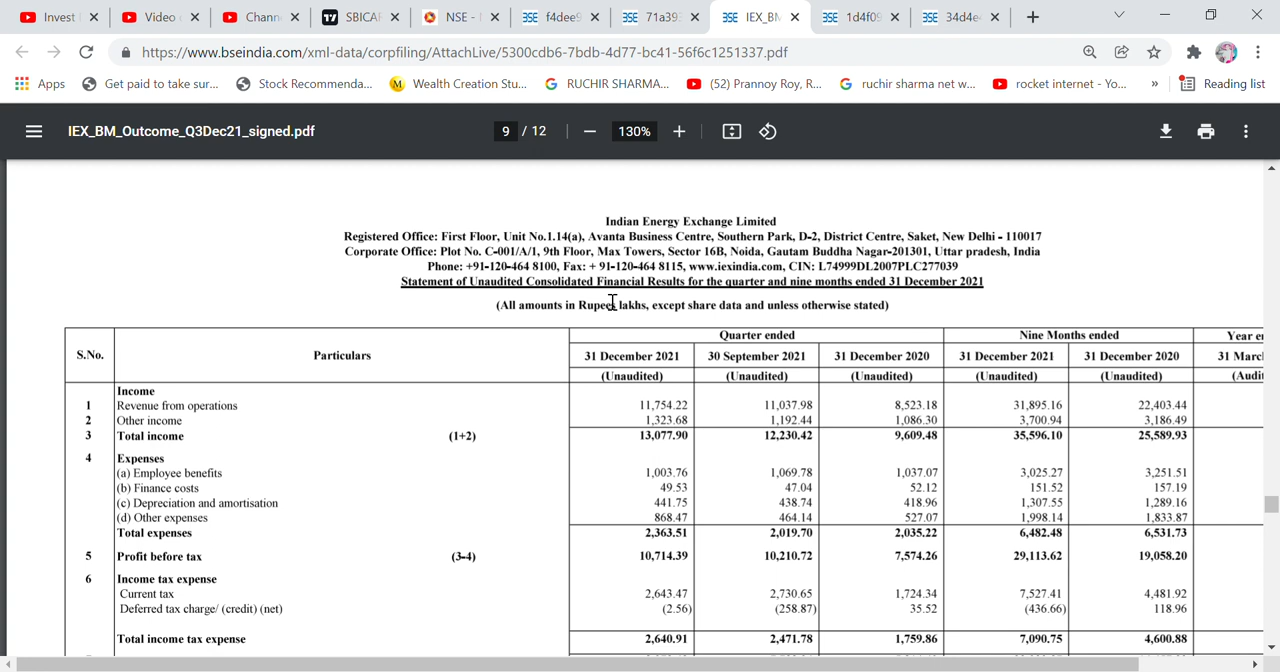 Invest
Video
Chann
SBICAP
NSE -
f4dee9
71a393
IEX_BM
1d4f09
34d4e
https://www.bseindia.com/xml-data/corpfiling/AttachLive/5300cdb6-7bdb-4d77-bc41-56f6c1251337.pdf
Apps Get paid to take sur... Stock Recommenda... Wealth Creation Stu... RUCHIR SHARMA... (52) Prannoy Roy, R... ruchir sharma net w... rocket internet - Yo... » Reading list
IEX_BM_Outcome_Q3Dec21_signed.pdf 9 / 12 130%
Indian Energy Exchange Limited
Registered Office: First Floor, Unit No.1.14(a), Avanta Business Centre, Southern Park, D-2, District Centre, Saket, New Delhi - 110017
Corporate Office: Plot No. C-001/A/1, 9th Floor, Max Towers, Sector 16B, Noida, Gautam Buddha Nagar-201301, Uttar pradesh, India
Phone: +91-120-464 8100, Fax: + 91-120-464 8115, www.iexindia.com, CIN: L74999DL2007PLC277039
Statement of Unaudited Consolidated Financial Results for the quarter and nine months ended 31 December 2021
(All amounts in Rupees lakhs, except share data and unless otherwise stated)
S.No. Particulars Quarter ended Nine Months ended Year e
31 December 2021 30 September 2021 31 December 2020 31 December 2021 31 December 2020 31 Marc
(Unaudited) (Unaudited) (Unaudited) (Unaudited) (Unaudited) (Audi
Income
1 Revenue from operations 11,754.22 11,037.98 8,523.18 31,895.16 22,403.44
2 Other income 1,323.68 1,192.44 1,086.30 3,700.94 3,186.49
3 Total income (1+2) 13,077.90 12,230.42 9,609.48 35,596.10 25,589.93
4 Expenses
(a) Employee benefits 1,003.76 1,069.78 1,037.07 3,025.27 3,251.51
(b) Finance costs 49.53 47.04 52.12 151.52 157.19
(c) Depreciation and amortisation 441.75 438.74 418.96 1,307.55 1,289.16
(d) Other expenses 868.47 464.14 527.07 1,998.14 1,833.87
Total expenses 2,363.51 2,019.70 2,035.22 6,482.48 6,531.73
5 Profit before tax (3-4) 10,714.39 10,210.72 7,574.26 29,113.62 19,058.20
6 Income tax expense
Current tax 2,643.47 2,730.65 1,724.34 7,527.41 4,481.92
Deferred tax charge/ (credit) (net) (2.56) (258.87) 35.52 (436.66) 118.96
Total income tax expense 2,640.91 2,471.78 1,759.86 7,090.75 4,600.88